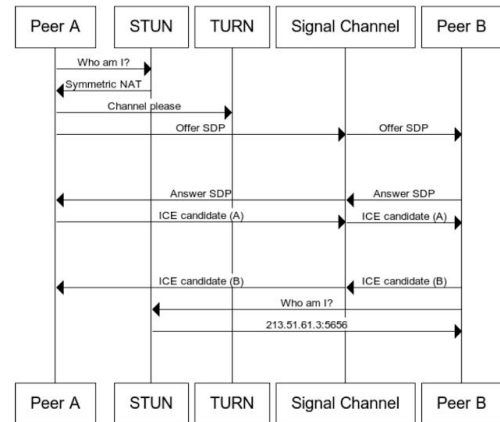 Peer A STUN TURN Signal Channel Peer B
Who am I?
Symmetric NAT
Channel please
Offer SDP Offer SDP
Answer SDP Answer SDP
ICE candidate (A) ICE candidate (A)
ICE candidate (B) ICE candidate (B)
Who am I?
213.51.61.3:5656
Peer A STUN TURN Signal Channel Peer B